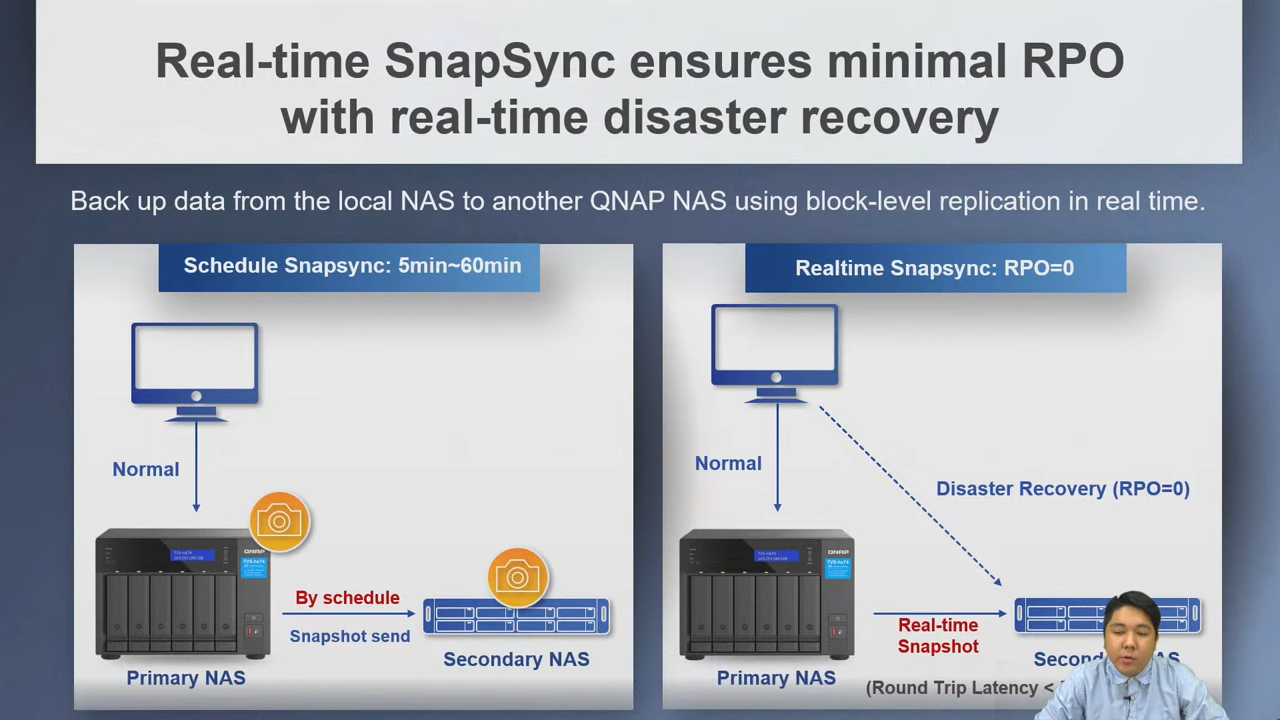 Real-time SnapSync ensures minimal RPO
with real-time disaster recovery
Back up data from the local NAS to another QNAP NAS using block-level replication in real time.
Schedule Snapsync: 5min~60min
Normal
QNAP
By schedule
Snapshot send
Primary NAS
Secondary NAS
Realtime Snapsync: RPO=0
Normal
Disaster Recovery (RPO=0)
QNAP
Real-time
Snapshot
Primary NAS
(Round Trip Latency <